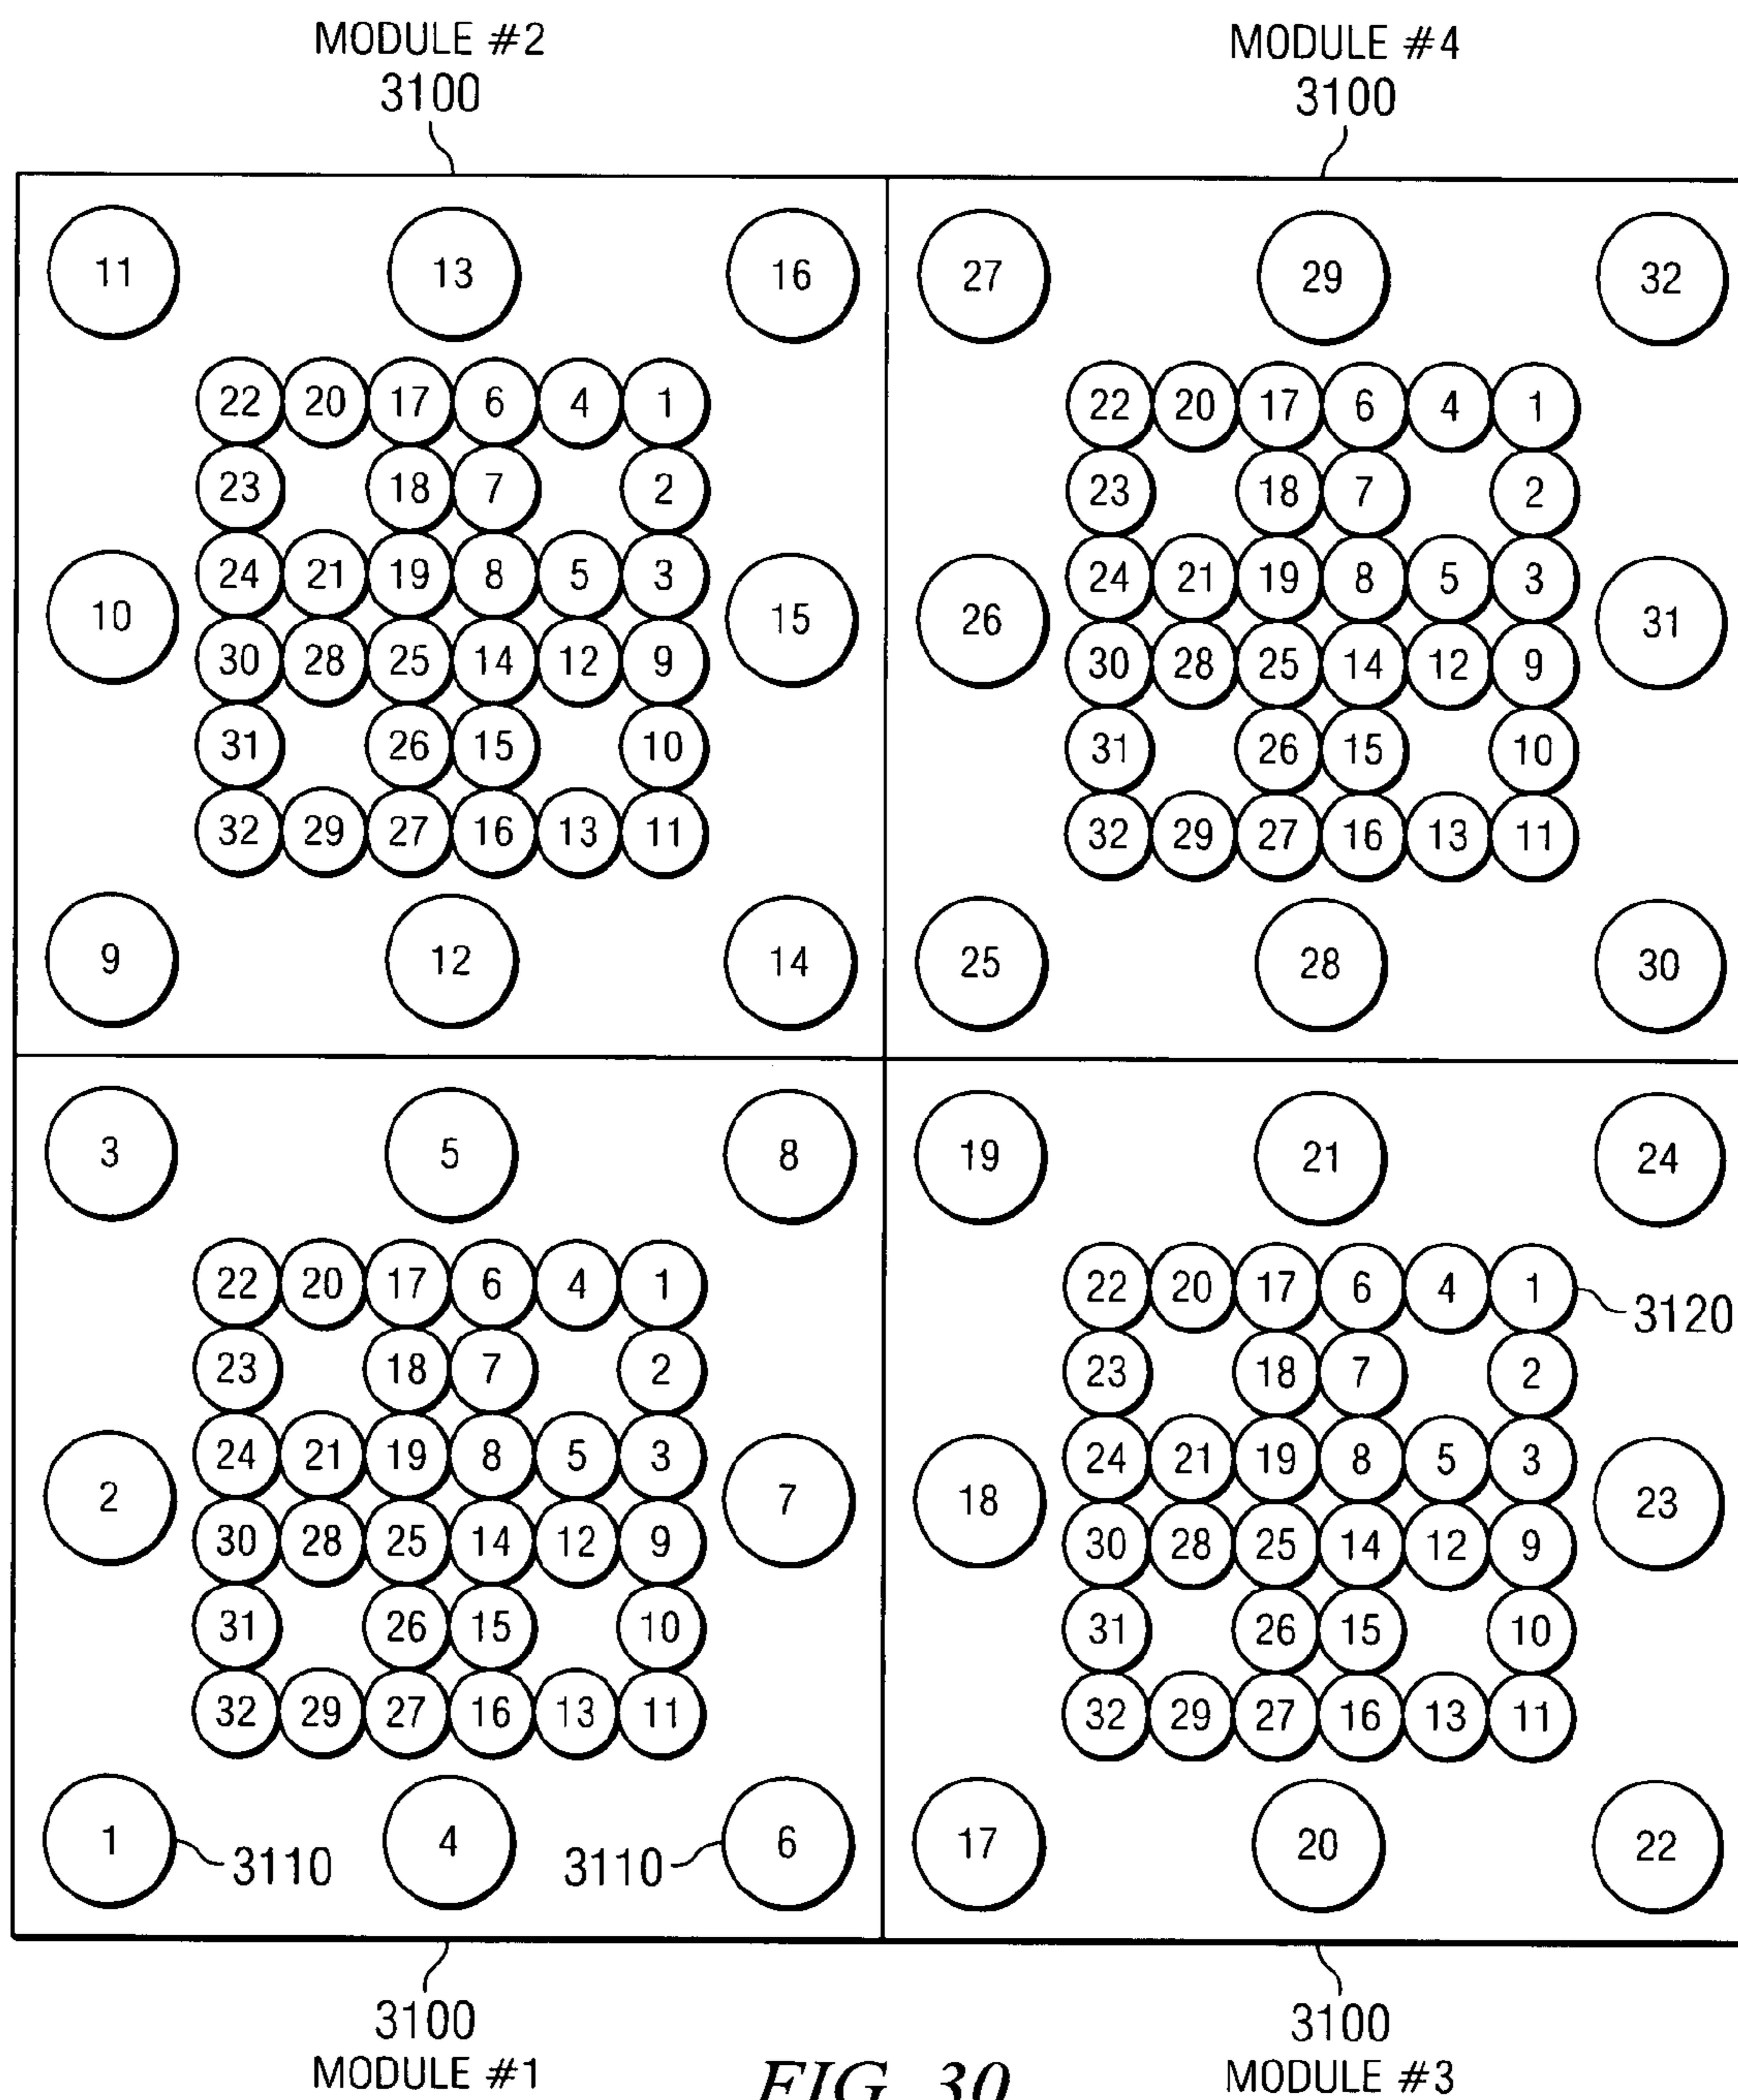 MODULE #2
3100
MODULE #4
3100
11 13 16
22 20 17 6 4 1
23 18 7 2
24 21 19 8 5 3
10 15
30 28 25 14 12 9
31 26 15 10
32 29 27 16 13 11
9 12 14
27 29 32
22 20 17 6 4 1
23 18 7 2
24 21 19 8 5 3
26 31
30 28 25 14 12 9
31 26 15 10
32 29 27 16 13 11
25 28 30
3 5 8
22 20 17 6 4 1
23 18 7 2
24 21 19 8 5 3
2 7
30 28 25 14 12 9
31 26 15 10
32 29 27 16 13 11
1 3110 4 3110 6
19 21 24
22 20 17 6 4 1 3120
23 18 7 2
24 21 19 8 5 3
18 23
30 28 25 14 12 9
31 26 15 10
32 29 27 16 13 11
17 20 22
3100
MODULE #1
3100
MODULE #3
FIG. 30